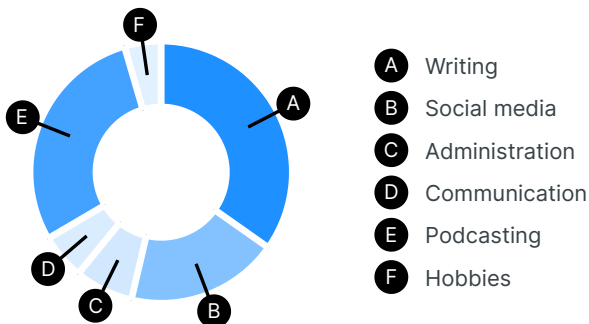 F
A
E
D
C
B
A Writing
B Social media
C Administration
D Communication
E Podcasting
F Hobbies